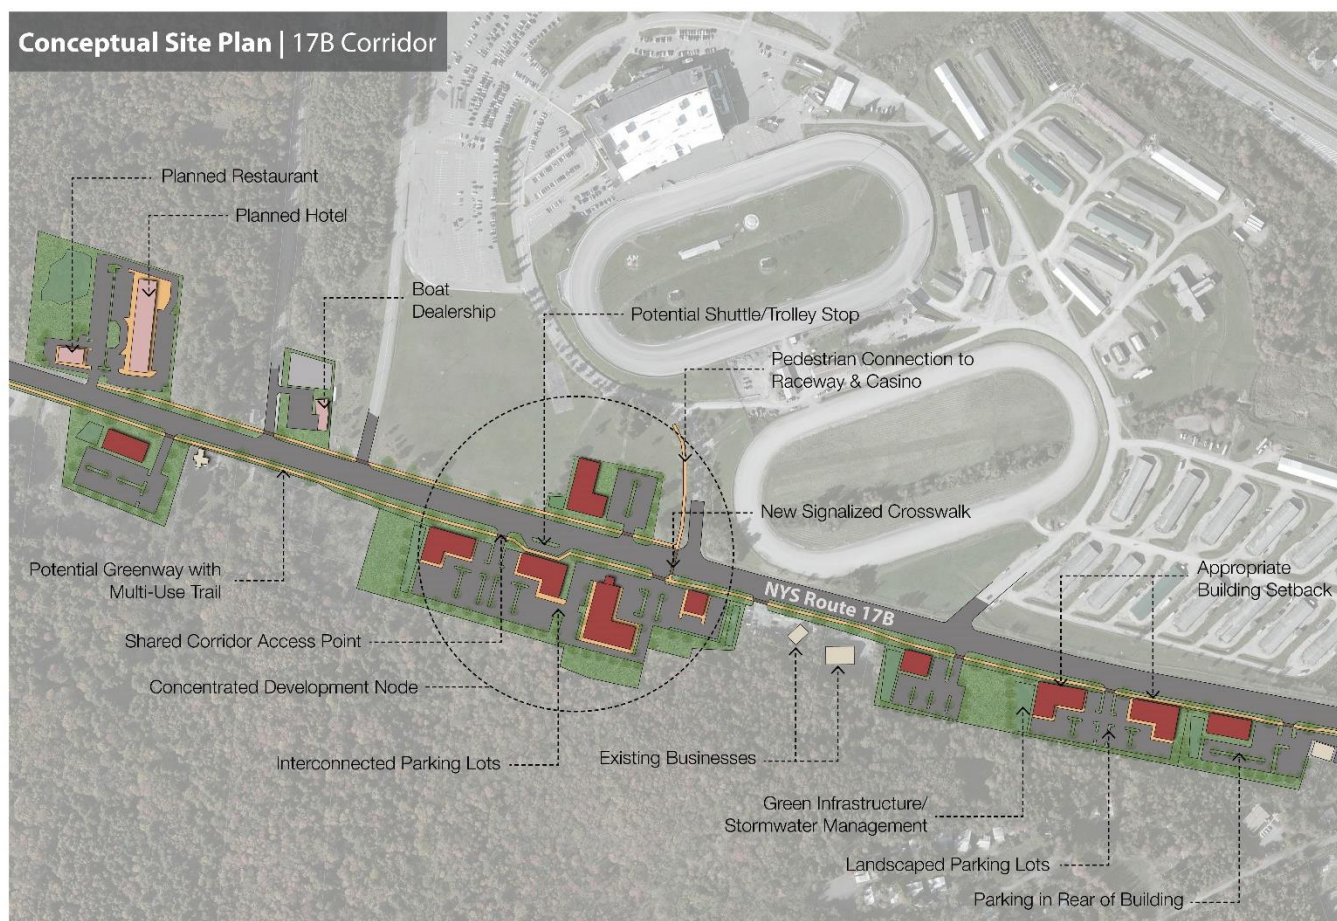 Conceptual Site Plan | 17B Corridor
Planned Restaurant
Planned Hotel
Boat
Dealership
Potential Shuttle/Trolley Stop
Pedestrian Connection to
Raceway & Casino
New Signalized Crosswalk
NYS Route 17B
Appropriate
Building Setback
Potential Greenway with
Multi-Use Trail
Shared Corridor Access Point
Concentrated Development Node
Interconnected Parking Lots
Existing Businesses
Green Infrastructure/
Stormwater Management
Landscaped Parking Lots
Parking in Rear of Building